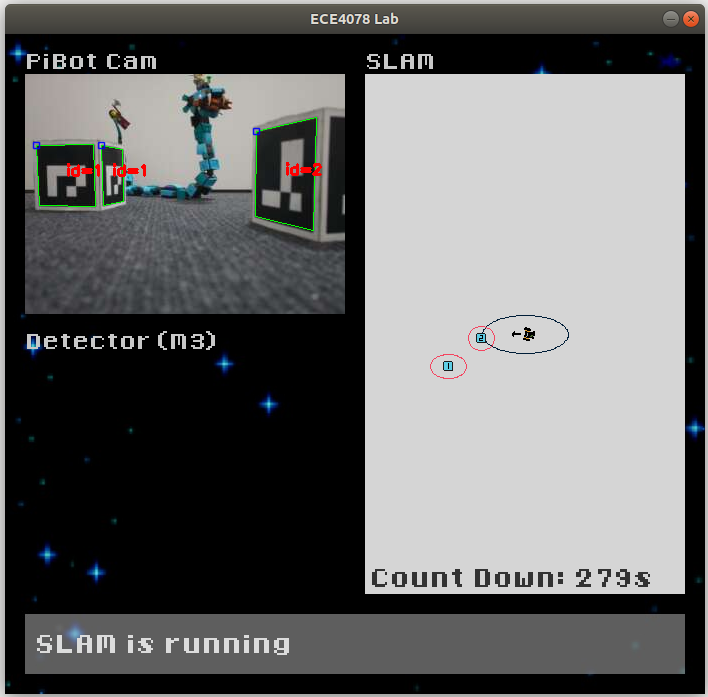 ECE4078 Lab
PiBot Cam
SLAM
id=1
id=1
id=2
2
1
Detector (M3)
Count Down: 279s
SLAM is running